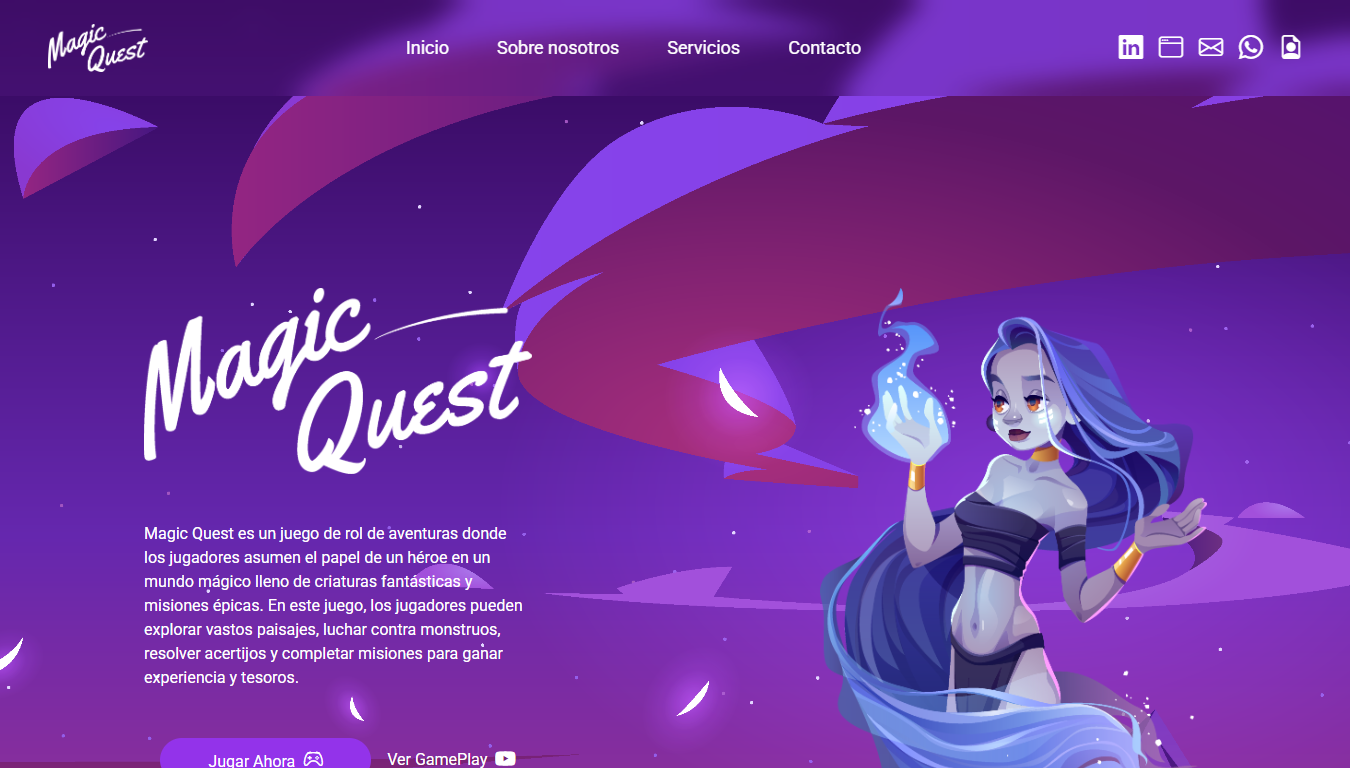 Magic
Quest
Inicio
Sobre nosotros
Servicios
Contacto
in
Magic
Quest
Magic Quest es un juego de rol de aventuras donde
los jugadores asumen el papel de un héroe en un
mundo mágico lleno de criaturas fantásticas y
misiones épicas. En este juego, los jugadores pueden
explorar vastos paisajes, luchar contra monstruos,
resolver acertijos y completar misiones para ganar
experiencia y tesoros.
Jugar Ahora
Ver GamePlay